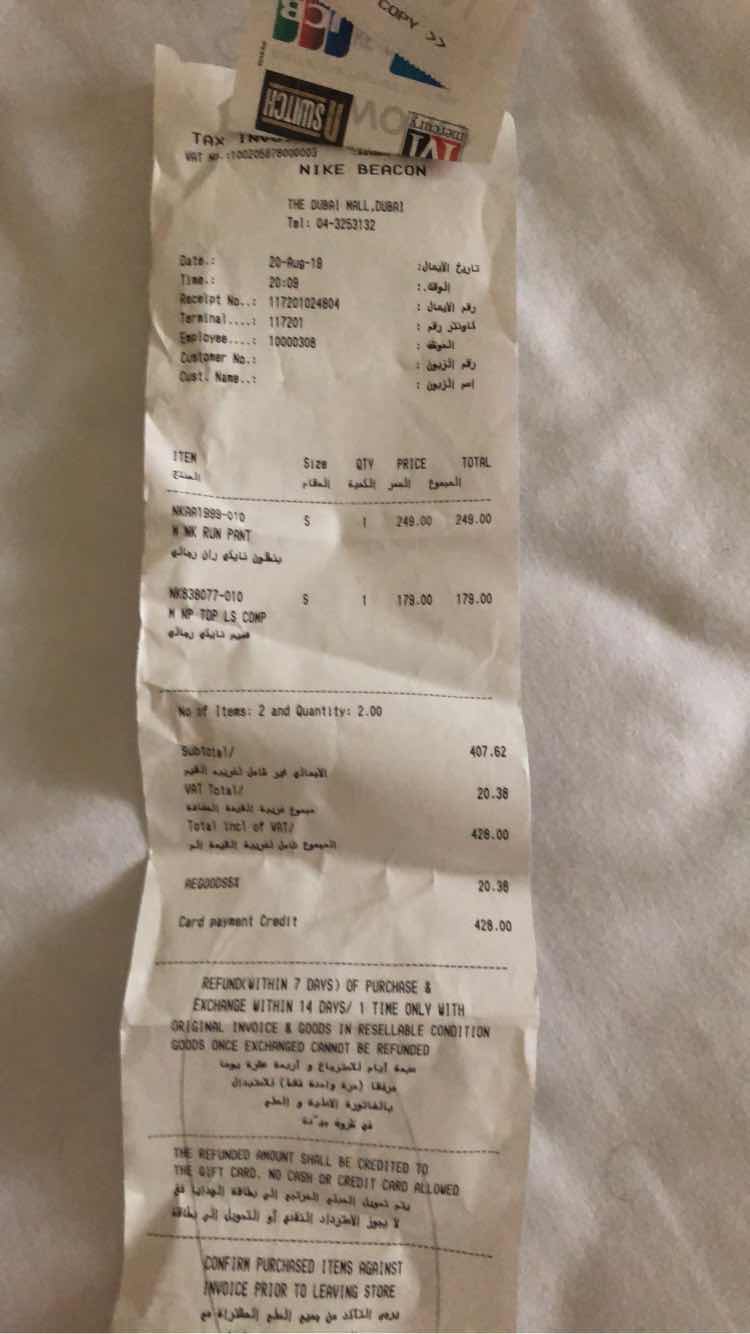 COPY >>
JCB
SWITCH
mercury
TAX INVO
VAT No.:100205878000003
NIKE BEACON
THE DUBAI MALL,DUBAI
Tel: 04-3253132
Date.: 20-Aug-18 تاريخ الايصال:
Time.: 20:09 الوقت.:
Receipt No..: 117201024804 رقم الايصال :
Terminal....: 117201 كاونتر رقم :
Employee....: 10000308 الموظف :
Customer No.: رقم الزبون :
Cust. Name..: اسم الزبون :
ITEM Size QTY PRICE TOTAL
المنتج المقاس الكمية السعر المجموع
NKAA1999-010 S 1 249.00 249.00
M NK RUN PANT
بنطلون نايكي ران رجالي
NK838077-010 S 1 179.00 179.00
M NP TOP LS COMP
قميص نايكي رجالي
No of Items: 2 and Quantity: 2.00
Subtotal/ 407.62
الاجمالي غير شامل لضريبه القيم
VAT Total/ 20.38
مجموع ضريبة القيمة المضافة
Total incl of VAT/ 428.00
المجموع شامل لضريبة القيمة الم
AEGOODS5% 20.38
Card payment Credit 428.00
REFUND(WITHIN 7 DAYS) OF PURCHASE &
EXCHANGE WITHIN 14 DAYS/ 1 TIME ONLY WITH
ORIGINAL INVOICE & GOODS IN RESELLABLE CONDITION
GOODS ONCE EXCHANGED CANNOT BE REFUNDED
سبعة أيام للاسترجاع و أربعة عشرة يوما
(مرة واحدة فقط) للاستبدال
بالفاتورة الاصلية و السلع
في ظروف
THE REFUNDED AMOUNT SHALL BE CREDITED TO
THE GIFT CARD. NO CASH OR CREDIT CARD ALLOWED
يتم تحويل المبلغ المرتجع إلى بطاقة الهدايا فق
لا يجوز الاسترداد النقدي أو التحويل إلى بطاقة
CONFIRM PURCHASED ITEMS AGAINST
INVOICE PRIOR TO LEAVING STORE
يرجى التأكد من جميع السلع المشتراة مع